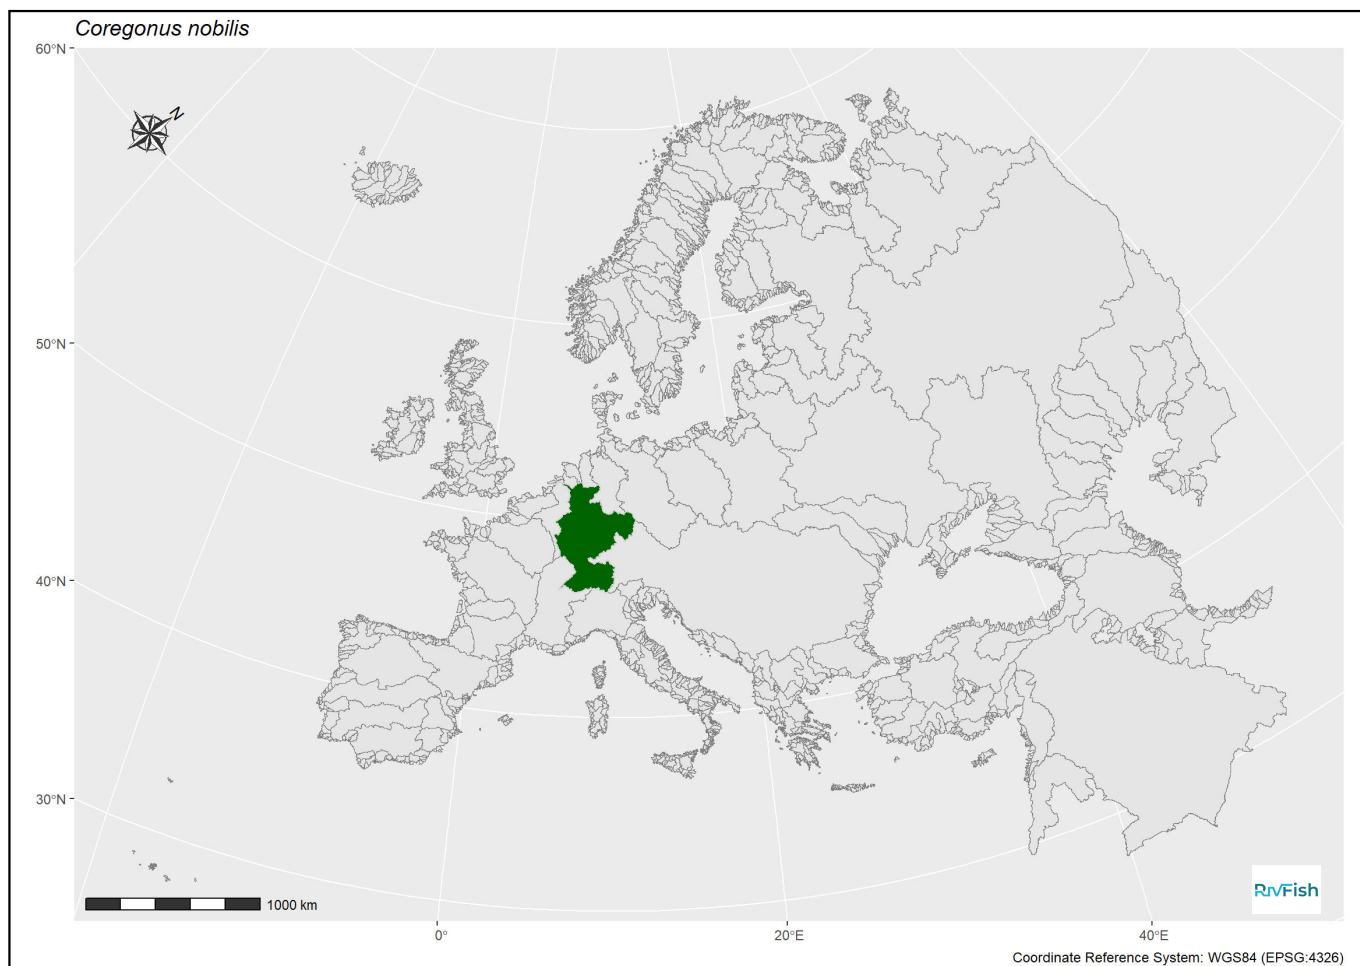 Coregonus nobilis
60°N
N
50°N
40°N
30°N
1000 km
RIVFISH
0°
20°E
40°E
Coordinate Reference System: WGS84 (EPSG:4326)